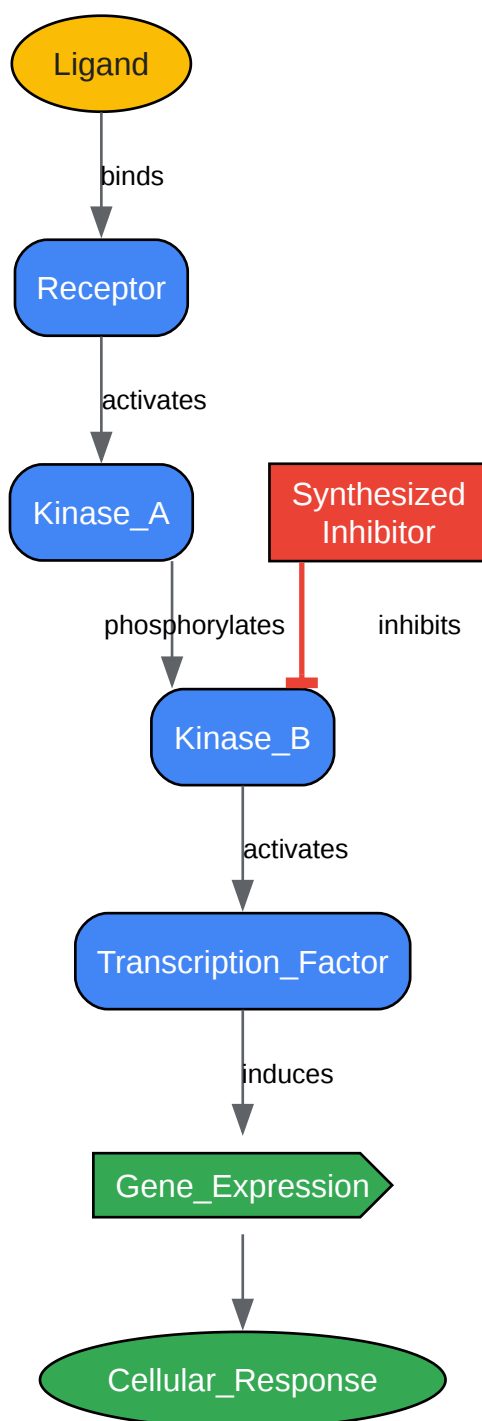 Ligand
binds
Receptor
activates
Kinase_A
Synthesized
Inhibitor
phosphorylates
inhibits
Kinase_B
activates
Transcription_Factor
induces
Gene_Expression
Cellular_Response